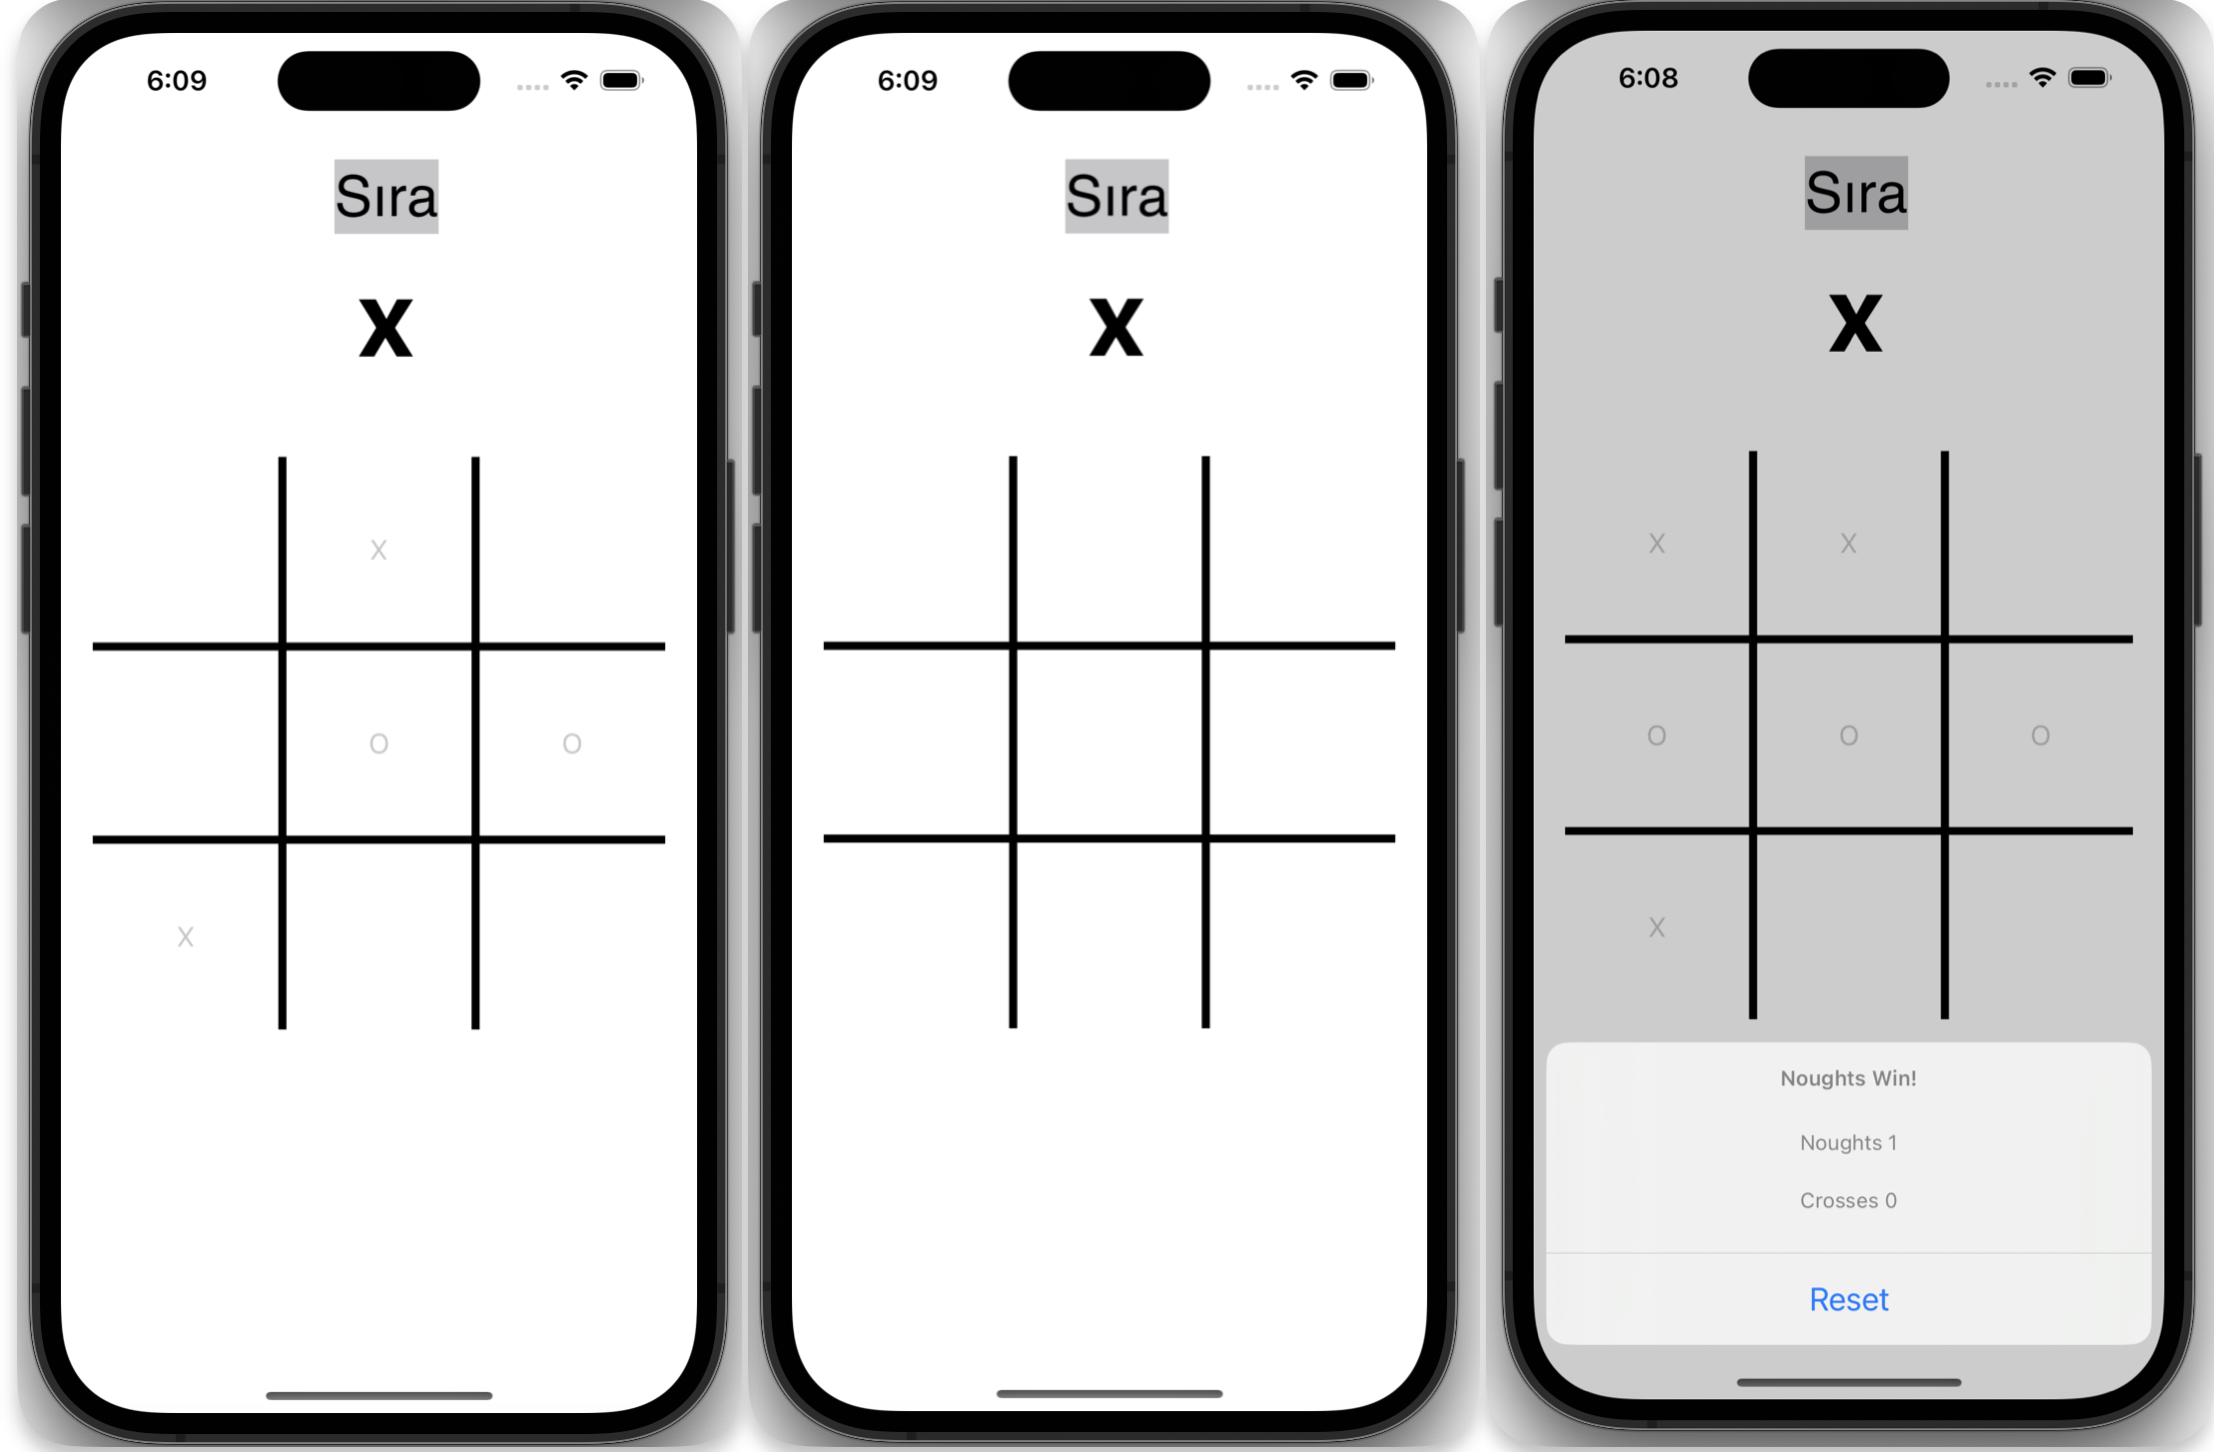 6:09
Sıra
X
X
O O
X
6:09
Sıra
X
6:08
Sıra
X
X X
O O O
X
Noughts Win!
Noughts 1
Crosses 0
Reset